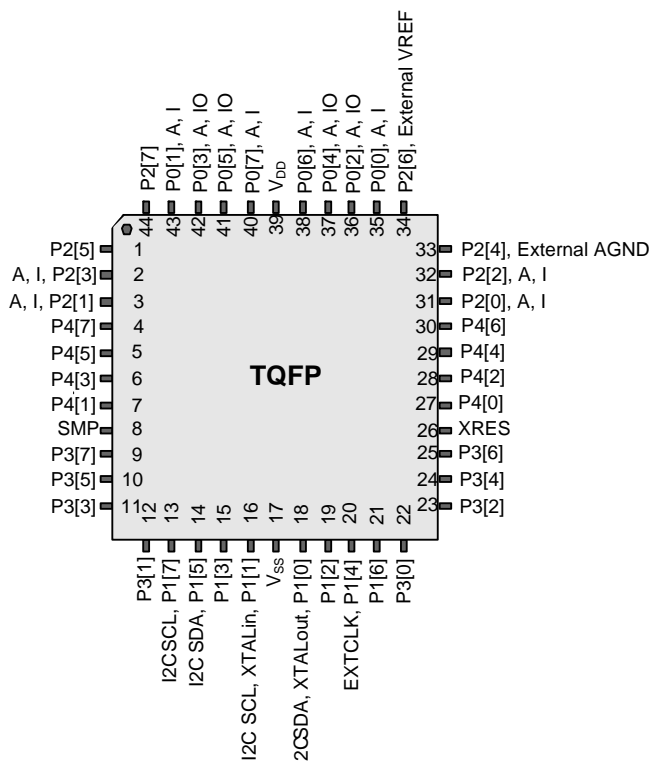 P2[7]
P0[1], A, I
P0[3], A, IO
P0[5], A, IO
P0[7], A, I
VDD
P0[6], A, I
P0[4], A, IO
P0[2], A, IO
P0[0], A, I
P2[6], External VREF
44
43
42
41
40
39
38
37
36
35
34
P2[5] 1
A, I, P2[3] 2
A, I, P2[1] 3
P4[7] 4
P4[5] 5
P4[3] 6
P4[1] 7
SMP 8
P3[7] 9
P3[5] 10
P3[3] 11
TQFP
33 P2[4], External AGND
32 P2[2], A, I
31 P2[0], A, I
30 P4[6]
29 P4[4]
28 P4[2]
27 P4[0]
26 XRES
25 P3[6]
24 P3[4]
23 P3[2]
12
13
14
15
16
17
18
19
20
21
22
P3[1]
I2C SCL, P1[7]
I2C SDA, P1[5]
P1[3]
I2C SCL, XTALin, P1[1]
VSS
2CSDA, XTALout, P1[0]
P1[2]
EXTCLK, P1[4]
P1[6]
P3[0]